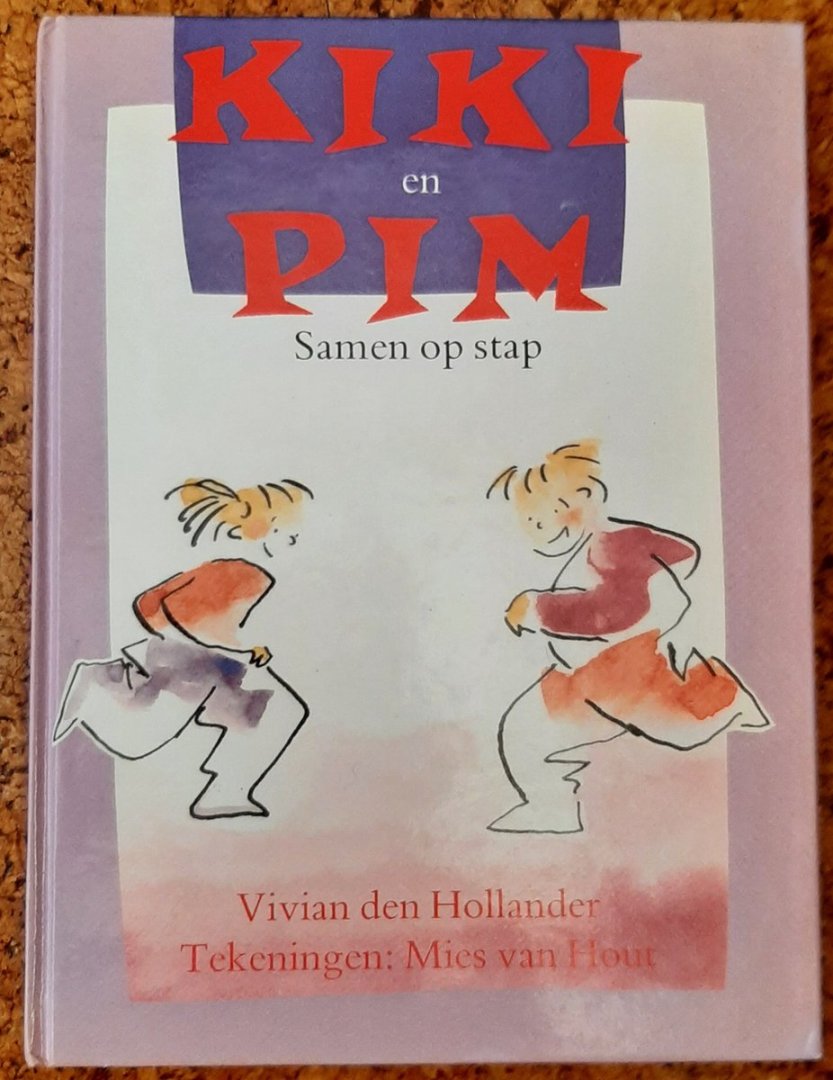 KIKI
en
PIM
Samen op stap
Vivian den Hollander
Tekeningen: Mies van Hout